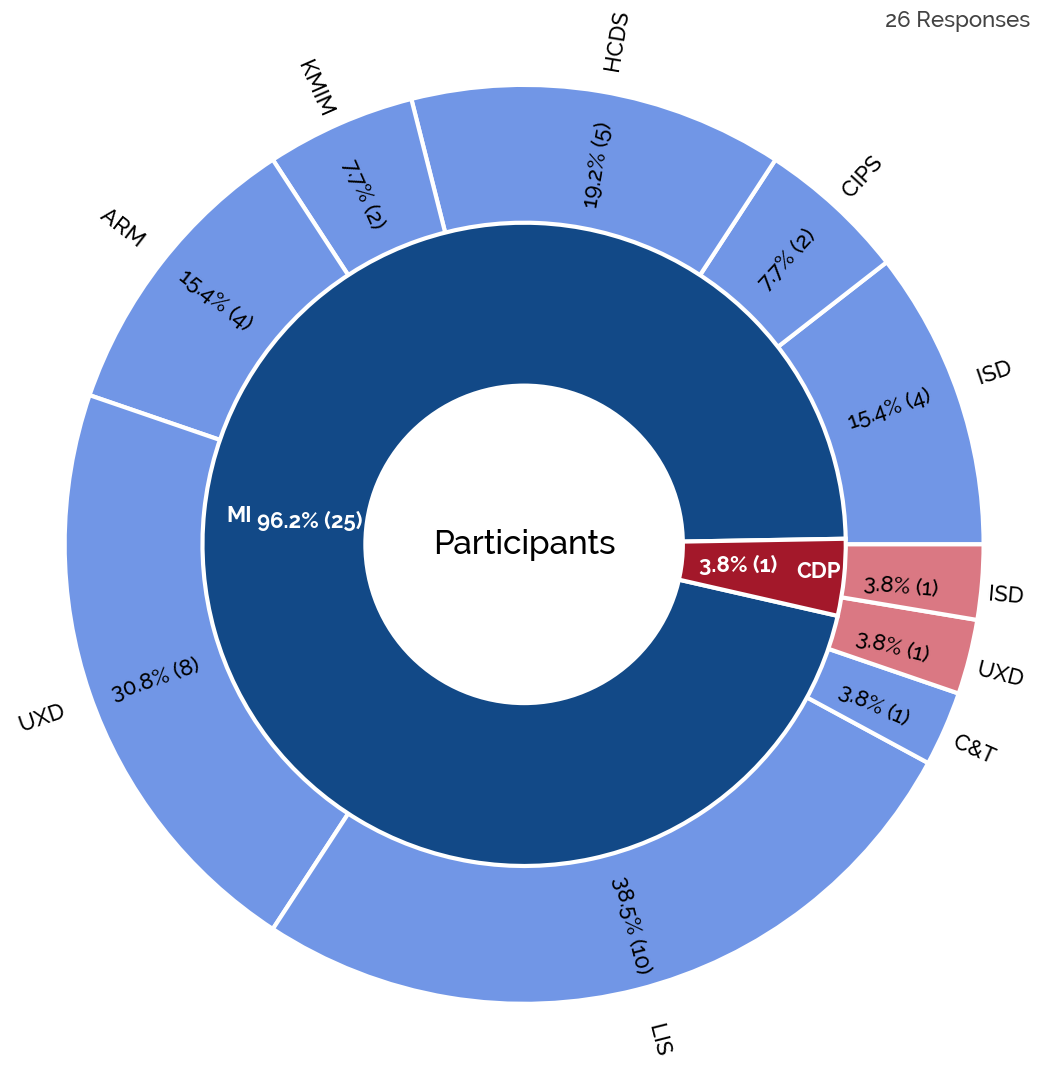 26 Responses
HCDS
19.2% (5)
KMIM
7.7% (2)
CIPS
7.7% (2)
ARM
15.4% (4)
ISD
15.4% (4)
MI 96.2% (25)
Participants
3.8% (1) CDP
ISD
3.8% (1)
UXD
3.8% (1)
C&T
3.8% (1)
UXD
30.8% (8)
LIS
38.5% (10)